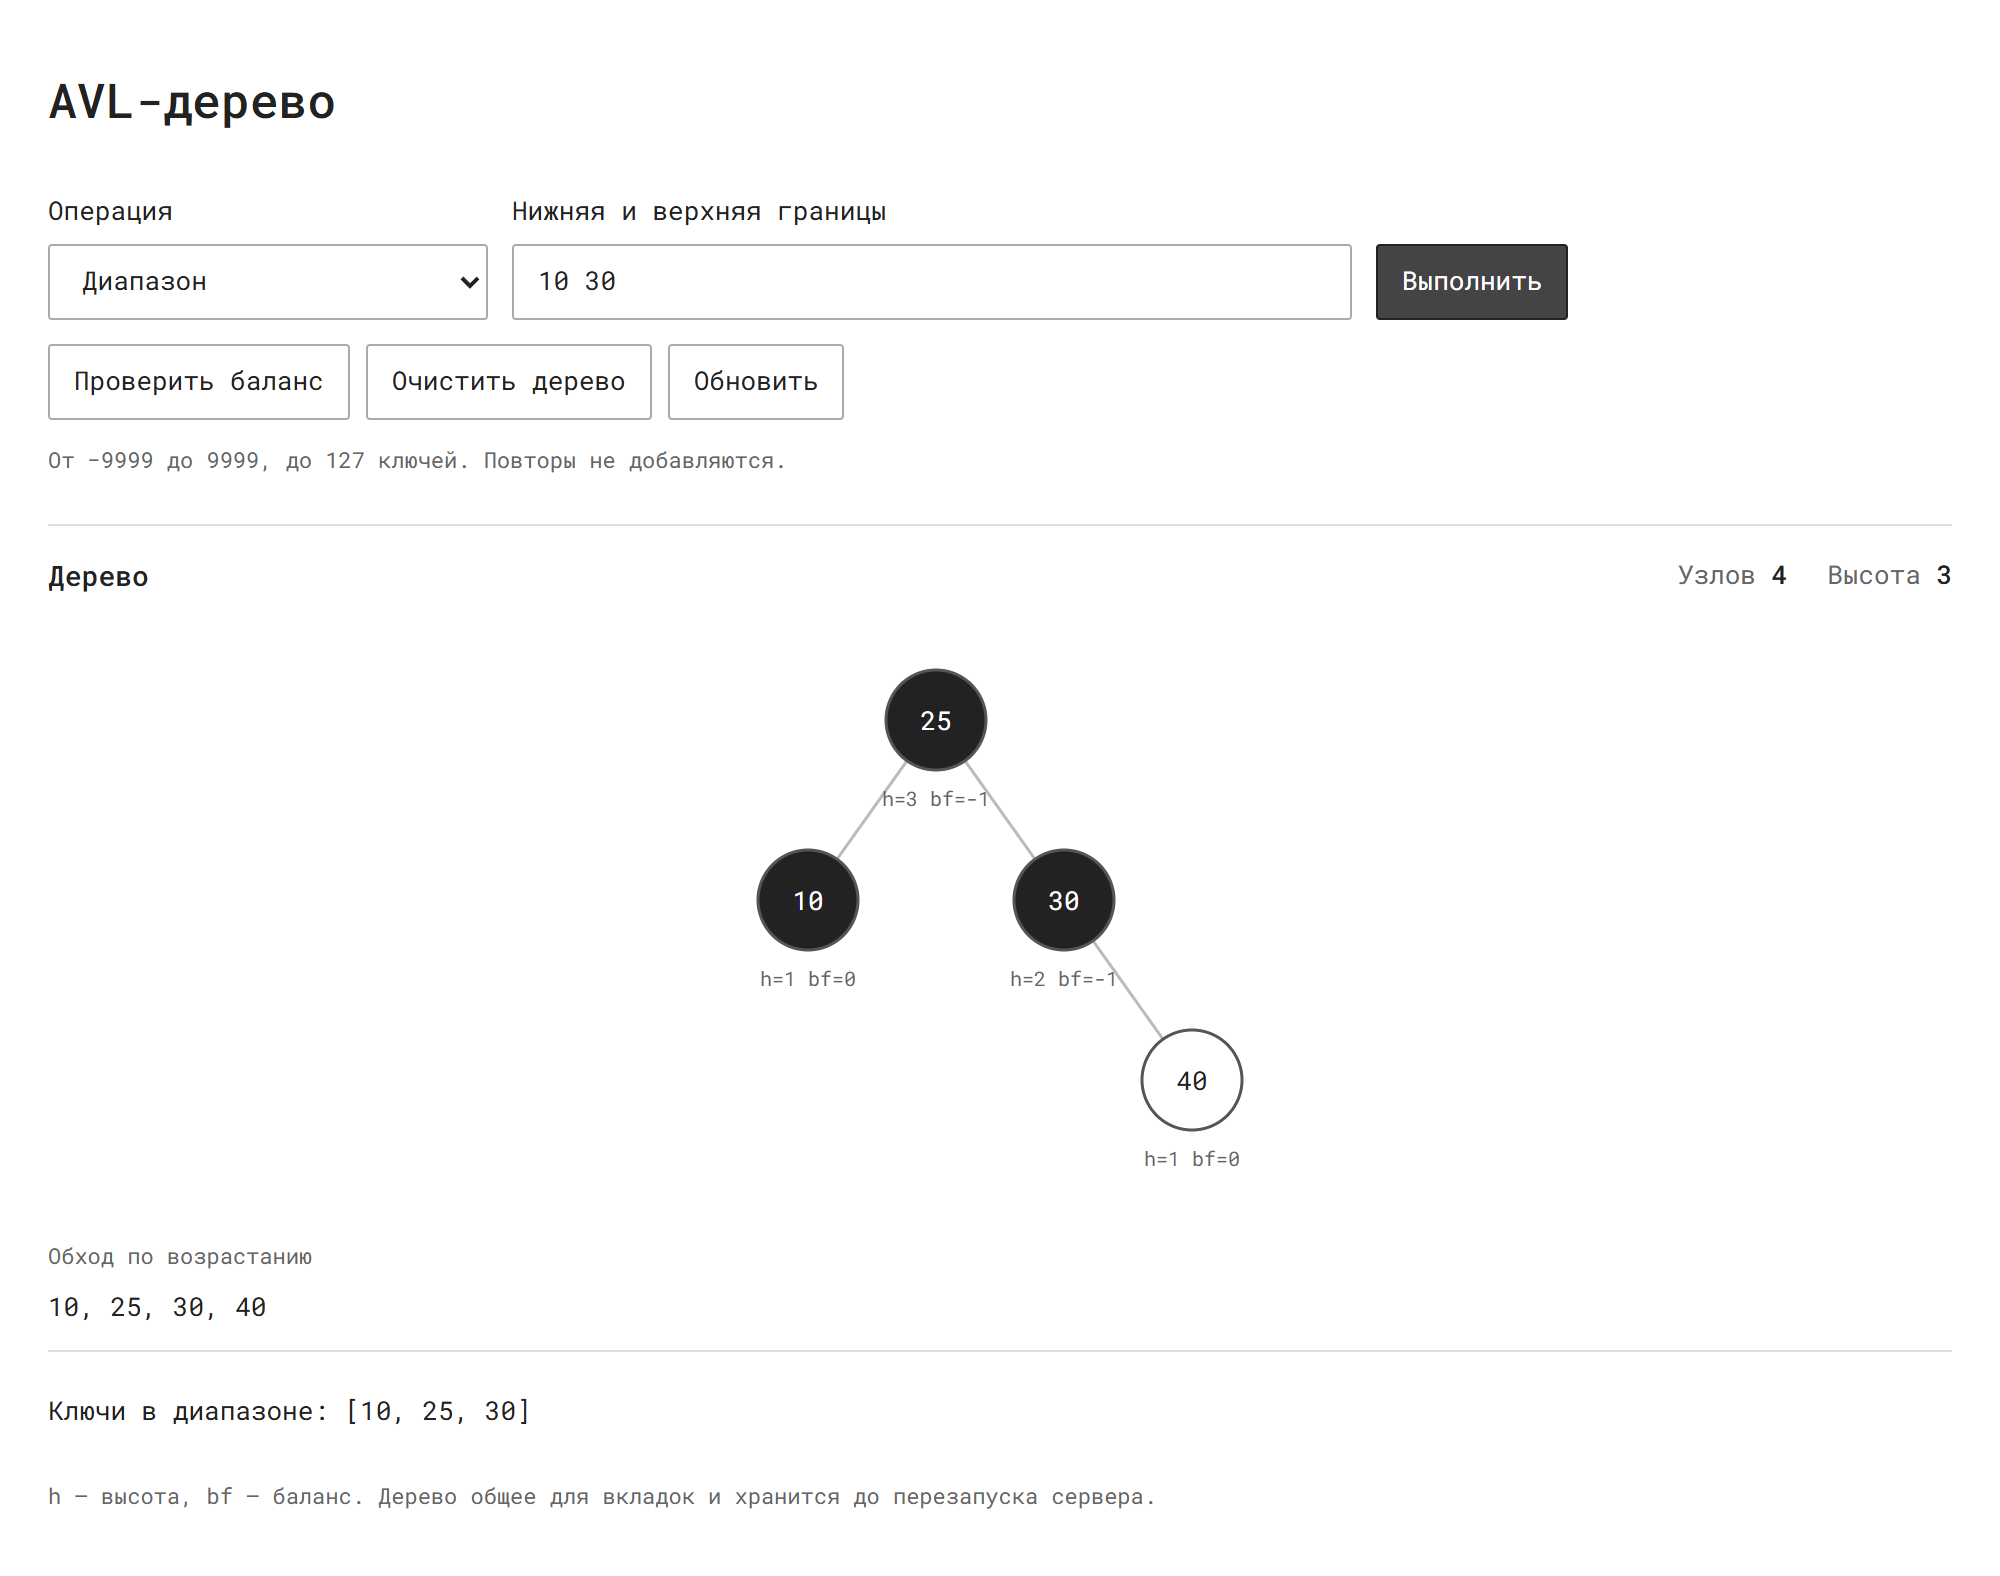 AVL-дерево
Операция
Нижняя и верхняя границы
Диапазон
10 30
Выполнить
Проверить баланс
Очистить дерево
Обновить
От -9999 до 9999, до 127 ключей. Повторы не добавляются.
Дерево
Узлов 4
Высота 3
25
h=3 bf=-1
10
30
h=1 bf=0
h=2 bf=-1
40
h=1 bf=0
Обход по возрастанию
10, 25, 30, 40
Ключи в диапазоне: [10, 25, 30]
h — высота, bf — баланс. Дерево общее для вкладок и хранится до перезапуска сервера.